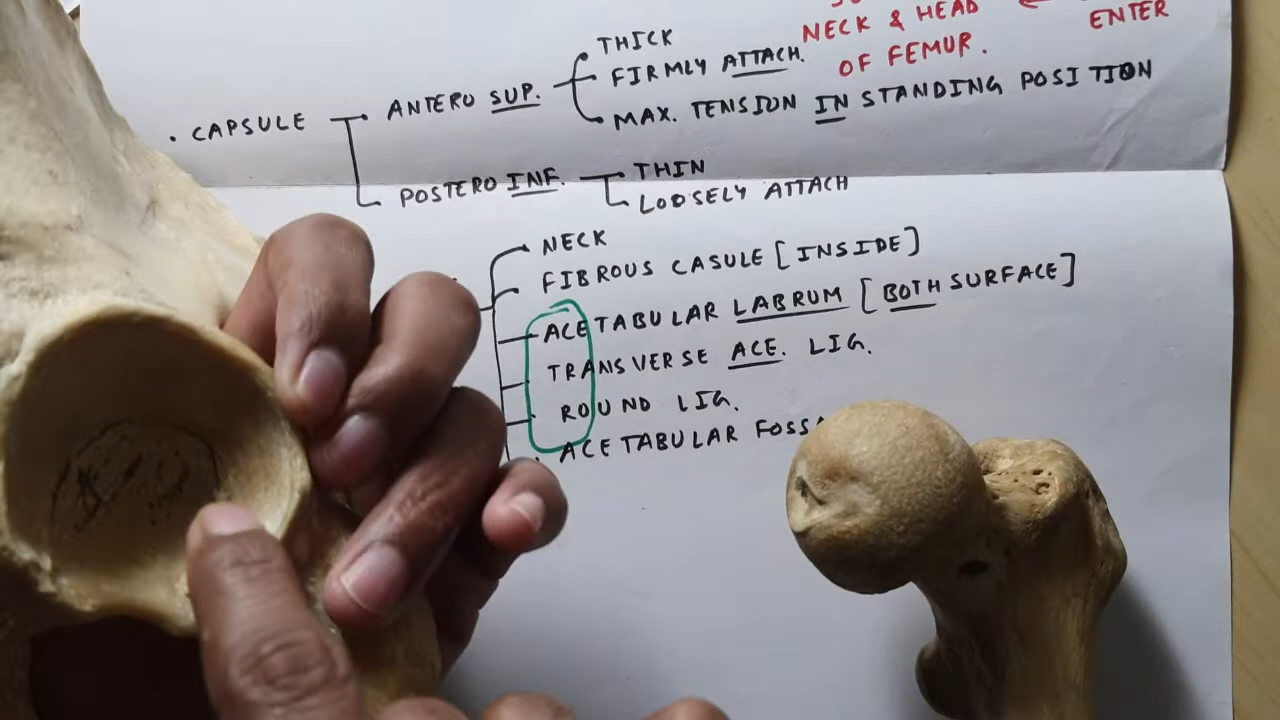 NECK & HEAD
ENTER
OF FEMUR.
. CAPSULE
ANTERO SUP.
THICK
FIRMLY ATTACH.
MAX. TENSION IN STANDING POSITION
POSTERO INF.
THIN
LOOSELY ATTACH
NECK
FIBROUS CASULE [INSIDE]
ACETABULAR LABRUM [BOTH SURFACE]
TRANSVERSE ACE. LIG.
ROUND LIG.
ACETABULAR